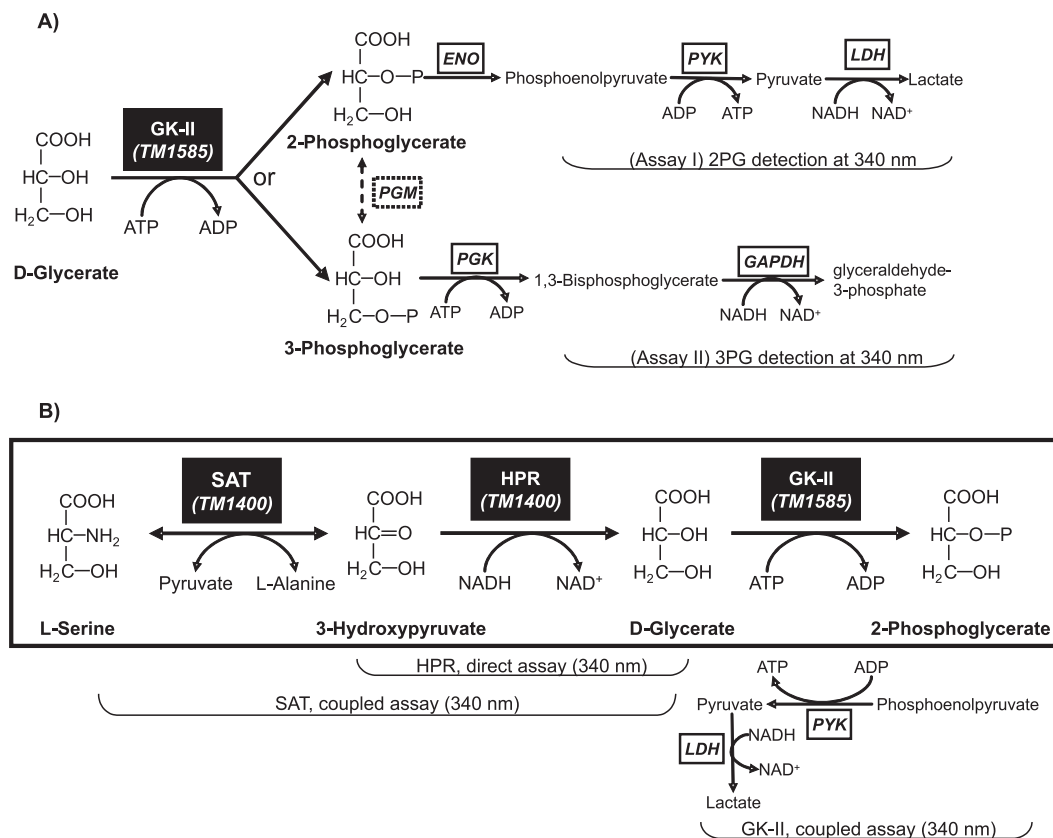 A)
COOH
HC—O—P
H₂C—OH
2-Phosphoglycerate
ENO
Phosphoenolpyruvate
PYK
ADP
ATP
Pyruvate
LDH
NADH
NAD⁺
Lactate
(Assay I) 2PG detection at 340 nm
COOH
HC—OH
H₂C—OH
D-Glycerate
GK-II
(TM1585)
ATP
ADP
or
PGM
COOH
HC—OH
H₂C—O—P
3-Phosphoglycerate
PGK
ATP
ADP
1,3-Bisphosphoglycerate
GAPDH
NADH
NAD⁺
glyceraldehyde-
3-phosphate
(Assay II) 3PG detection at 340 nm
B)
COOH
HC—NH₂
H₂C—OH
L-Serine
SAT
(TM1400)
Pyruvate
L-Alanine
COOH
HC=O
H₂C—OH
3-Hydroxypyruvate
HPR
(TM1400)
NADH
NAD⁺
COOH
HC—OH
H₂C—OH
D-Glycerate
GK-II
(TM1585)
ATP
ADP
COOH
HC—O—P
H₂C—OH
2-Phosphoglycerate
HPR, direct assay (340 nm)
SAT, coupled assay (340 nm)
ATP
ADP
Pyruvate
PYK
Phosphoenolpyruvate
LDH
NADH
NAD⁺
Lactate
GK-II, coupled assay (340 nm)